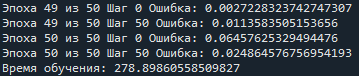 Эпоха 49 из 50 Шаг 0 Ошибка: 0.0027228323742747307
Эпоха 49 из 50 Шаг 50 Ошибка: 0.0113583505153656
Эпоха 50 из 50 Шаг 0 Ошибка: 0.06457625329494476
Эпоха 50 из 50 Шаг 50 Ошибка: 0.024864576756954193
Время обучения: 278.89860558509827